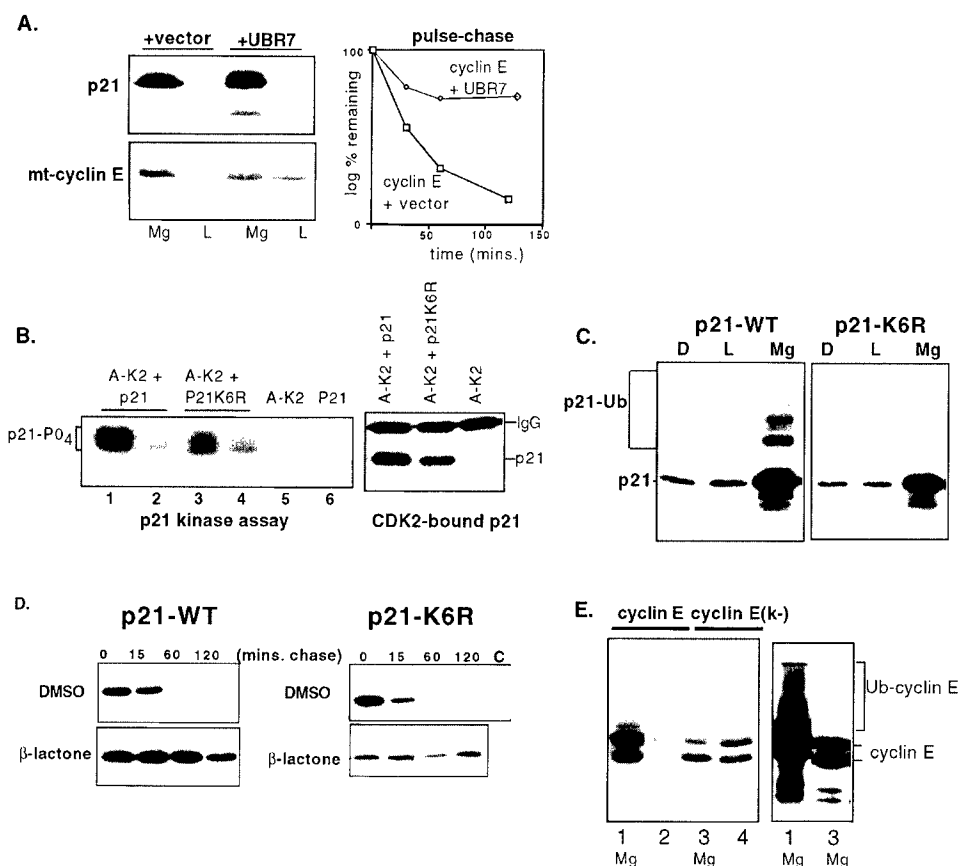 A.
+vector +UBR7
p21
mt-cyclin E
Mg L Mg L
pulse-chase
100
log % remaining
0
cyclin E
+ UBR7
cyclin E
+ vector
50 100 150
time (mins.)
B.
A-K2 +
p21
A-K2 +
P21K6R
A-K2 P21
p21-PO4
1 2 3 4 5 6
p21 kinase assay
A-K2 + p21
A-K2 + p21K6R
A-K2
IgG
p21
CDK2-bound p21
C.
p21-WT p21-K6R
D L Mg D L Mg
p21-Ub
p21
D.
p21-WT
0 15 60 120 (mins. chase)
DMSO
β-lactone
p21-K6R
0 15 60 120 C
DMSO
β-lactone
E.
cyclin E cyclin E(k-)
Ub-cyclin E
cyclin E
1 2 3 4 1 3
Mg Mg Mg Mg